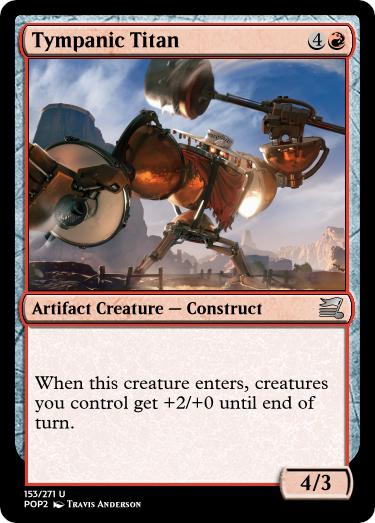 Tympanic Titan 4
Artifact Creature — Construct
When this creature enters, creatures
you control get +2/+0 until end of
turn.
4/3
153/271 U
POP2 Travis Anderson